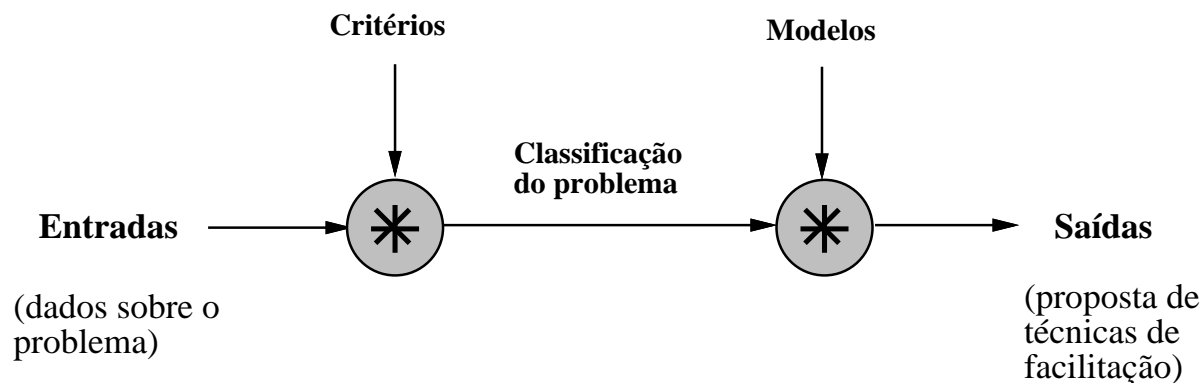 Critérios
Modelos
Classificação
do problema
Entradas
Saídas
(dados sobre o
problema)
(proposta de
técnicas de
facilitação)